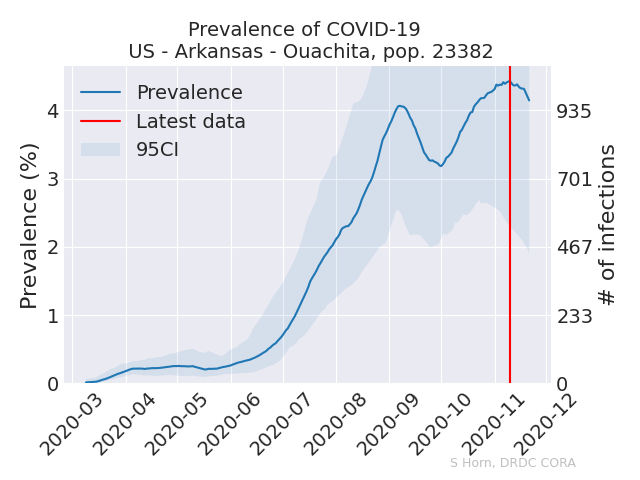 Prevalence of COVID-19
US - Arkansas - Ouachita, pop. 23382
Prevalence
Latest data
95CI
Prevalence (%)
4
3
2
1
0
935
701
467
233
0
# of infections
2020-03
2020-04
2020-05
2020-06
2020-07
2020-08
2020-09
2020-10
2020-11
2020-12
S Horn, DRDC CORA